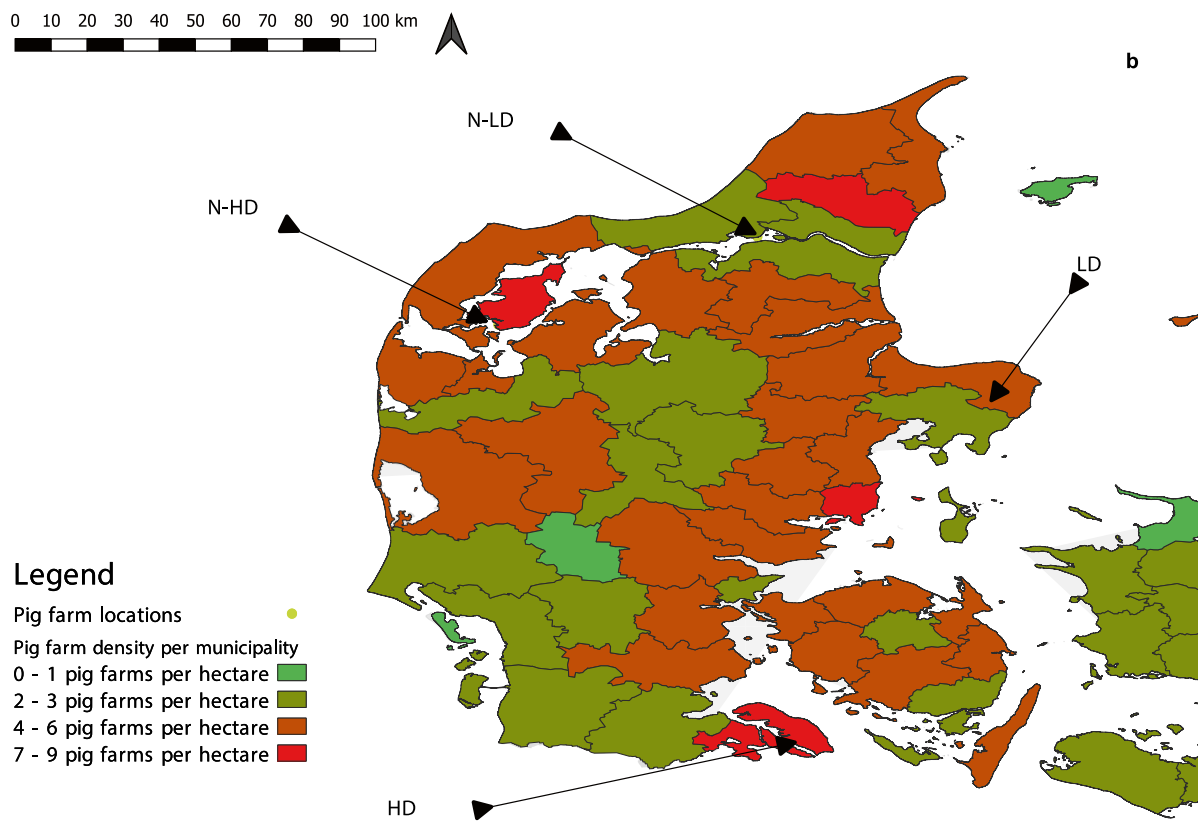 0 10 20 30 40 50 60 70 80 90 100 km
b
N-LD
N-HD
LD
Legend
Pig farm locations
Pig farm density per municipality
0 - 1 pig farms per hectare
2 - 3 pig farms per hectare
4 - 6 pig farms per hectare
7 - 9 pig farms per hectare
HD